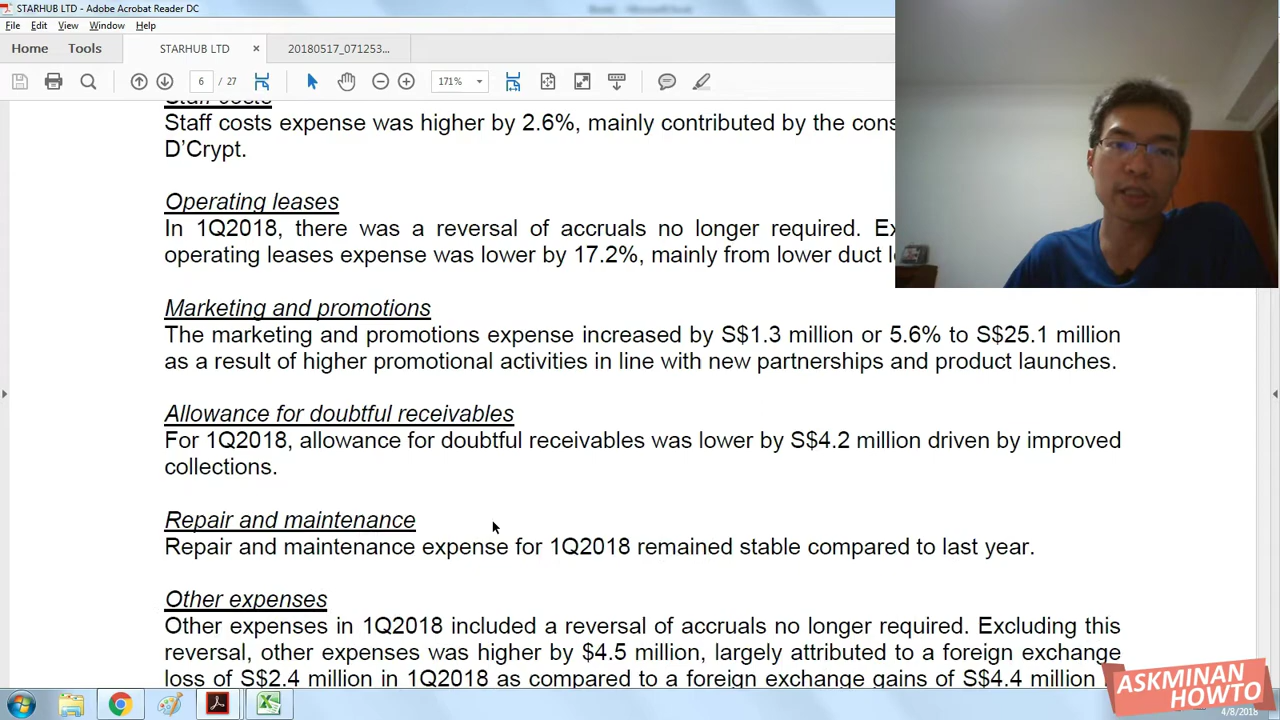 STARHUB LTD - Adobe Acrobat Reader DC
File Edit View Window Help
Home Tools STARHUB LTD × 20180517_071253...
6 / 27 171%
Staff costs
Staff costs expense was higher by 2.6%, mainly contributed by the cons
D'Crypt.
Operating leases
In 1Q2018, there was a reversal of accruals no longer required. Ex
operating leases expense was lower by 17.2%, mainly from lower duct le
Marketing and promotions
The marketing and promotions expense increased by S$1.3 million or 5.6% to S$25.1 million
as a result of higher promotional activities in line with new partnerships and product launches.
Allowance for doubtful receivables
For 1Q2018, allowance for doubtful receivables was lower by S$4.2 million driven by improved
collections.
Repair and maintenance
Repair and maintenance expense for 1Q2018 remained stable compared to last year.
Other expenses
Other expenses in 1Q2018 included a reversal of accruals no longer required. Excluding this
reversal, other expenses was higher by $4.5 million, largely attributed to a foreign exchange
loss of S$2.4 million in 1Q2018 as compared to a foreign exchange gains of S$4.4 million
ASKMINAN
HOWTO
4/8/2018